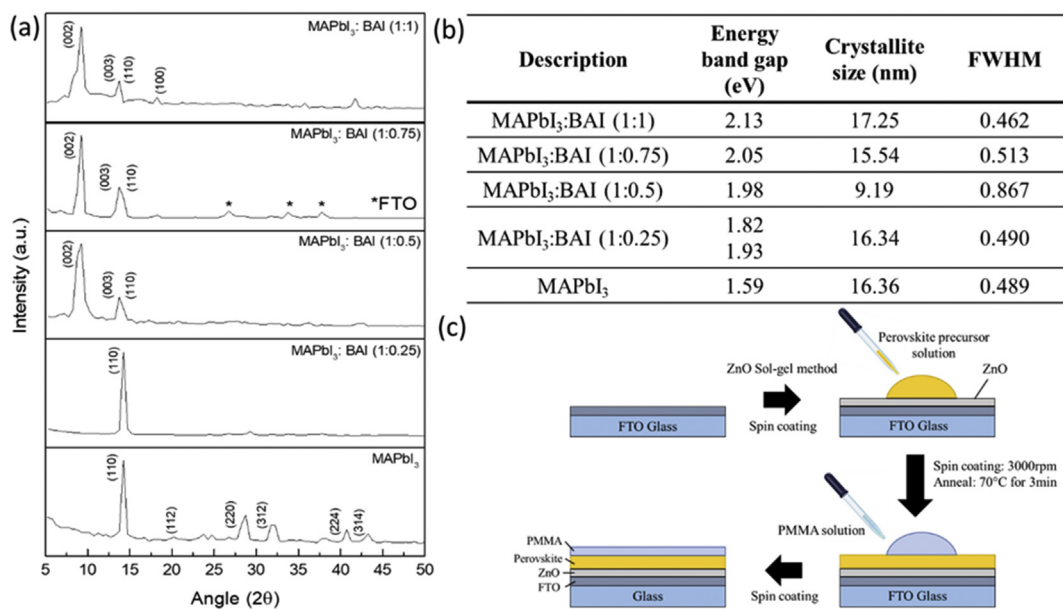 (a)
MAPbI₃: BAI (1:1)
(002)
(003)
(110)
(100)
MAPbI₃: BAI (1:0.75)
(002)
(003)
(110)
*FTO
* * *
MAPbI₃: BAI (1:0.5)
(002)
(003)
(110)
MAPbI₃: BAI (1:0.25)
(110)
MAPbI₃
(110)
(112)
(220)
(312)
(224)
(314)
Intensity (a.u.)
5 10 15 20 25 30 35 40 45 50
Angle (2θ)
(b)
Description Energy band gap (eV) Crystallite size (nm) FWHM
MAPbI₃:BAI (1:1) 2.13 17.25 0.462
MAPbI₃:BAI (1:0.75) 2.05 15.54 0.513
MAPbI₃:BAI (1:0.5) 1.98 9.19 0.867
MAPbI₃:BAI (1:0.25) 1.82 1.93 16.34 0.490
MAPbI₃ 1.59 16.36 0.489
(c)
FTO Glass
ZnO Sol-gel method
Spin coating
Perovskite precursor
solution
ZnO
FTO Glass
Spin coating: 3000rpm
Anneal: 70°C for 3min
PMMA solution
FTO Glass
Spin coating
PMMA
Perovskite
ZnO
FTO
Glass